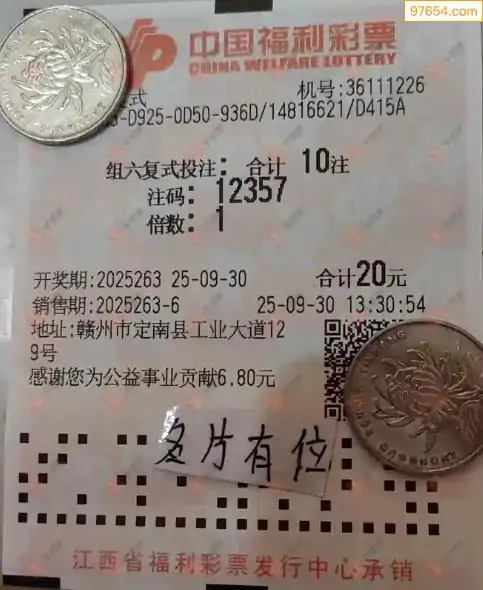 97654.com
中国福利彩票
CHINA WELFARE LOTTERY
式 机号:36111226
-D925-0D50-936D/14816621/D415A
组六复式投注: 合计 10注
注码: 12357
倍数: 1
开奖期:2025263 25-09-30 合计20元
销售期:2025263-6 25-09-30 13:30:54
地址:赣州市定南县工业大道12
9号
感谢您为公益事业贡献6.80元
名片有位
江西省福利彩票发行中心承销